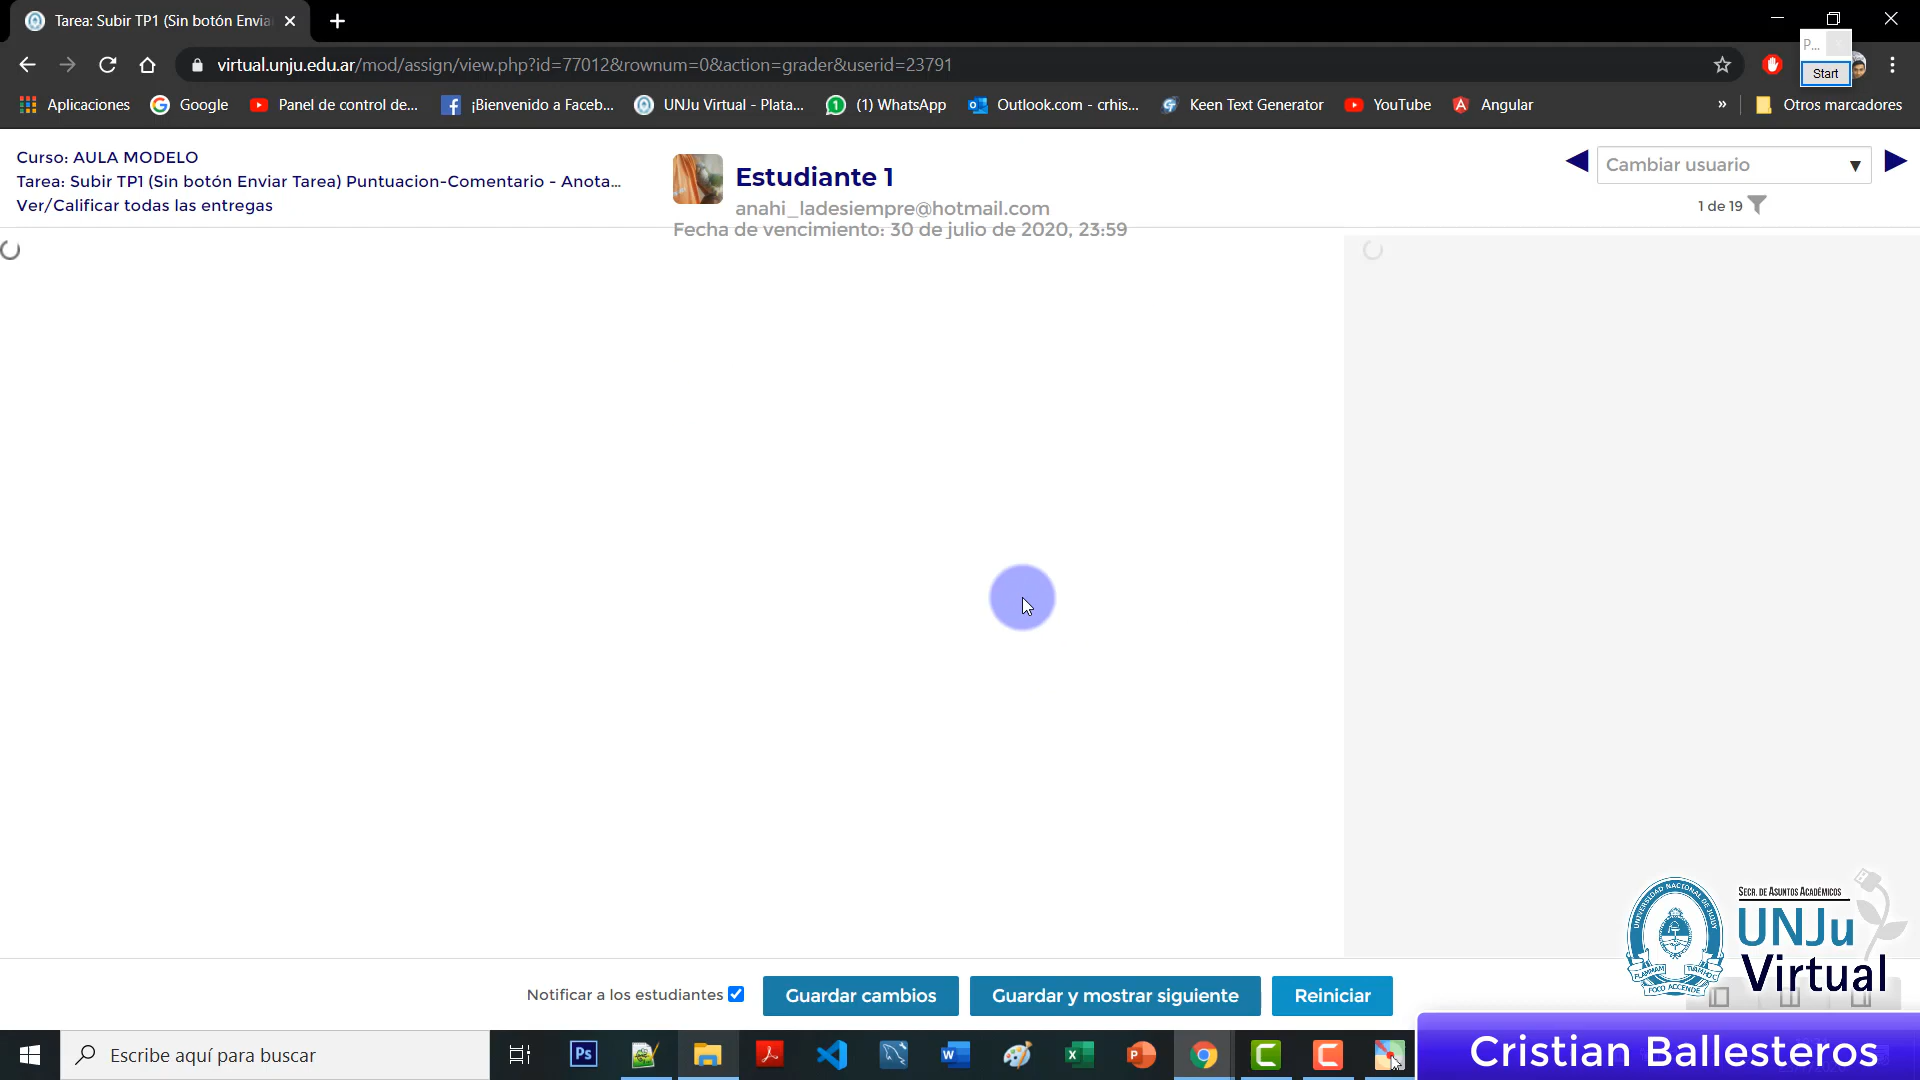 Tarea: Subir TP1 (Sin botón Envia
virtual.unju.edu.ar/mod/assign/view.php?id=77012&rownum=0&action=grader&userid=23791
P...
Start
Aplicaciones
Google
Panel de control de...
¡Bienvenido a Faceb...
UNJu Virtual - Plata...
(1) WhatsApp
Outlook.com - crhis...
Keen Text Generator
YouTube
Angular
»
Otros marcadores
Curso: AULA MODELO
Tarea: Subir TP1 (Sin botón Enviar Tarea) Puntuacion-Comentario - Anota...
Ver/Calificar todas las entregas
Estudiante 1
anahi_ladesiempre@hotmail.com
Fecha de vencimiento: 30 de julio de 2020, 23:59
Cambiar usuario
1 de 19
SECR. DE ASUNTOS ACADÉMICOS
UNJu
Virtual
UNIVERSIDAD NACIONAL DE JUJUY
Notificar a los estudiantes
Guardar cambios
Guardar y mostrar siguiente
Reiniciar
Escribe aquí para buscar
Cristian Ballesteros